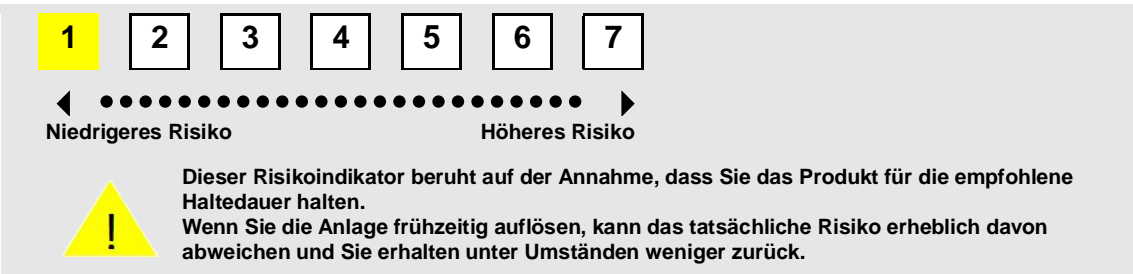 1 2 3 4 5 6 7
Niedrigeres Risiko Höheres Risiko
Dieser Risikoindikator beruht auf der Annahme, dass Sie das Produkt für die empfohlene
Haltedauer halten.
Wenn Sie die Anlage frühzeitig auflösen, kann das tatsächliche Risiko erheblich davon
abweichen und Sie erhalten unter Umständen weniger zurück.
!